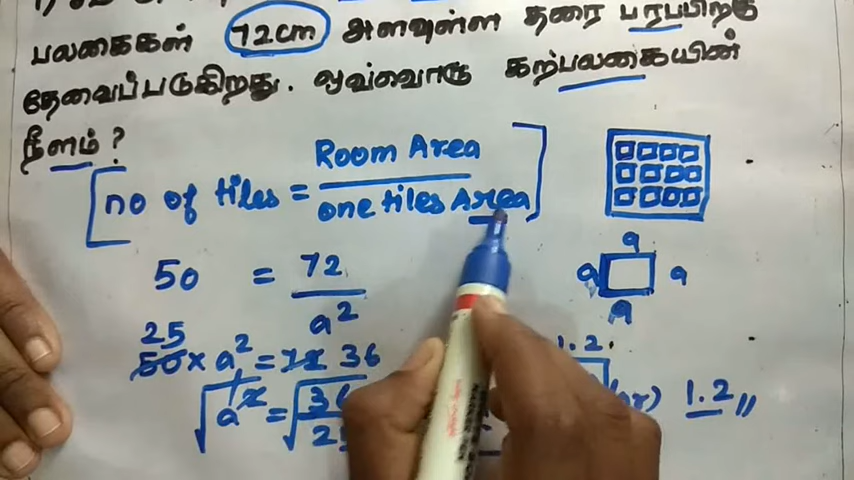 பலகைகள் 72cm அளவுள்ள தரை பரப்பிற்கு
தேவைப்படுகிறது. ஒவ்வொரு கற்பலகையின்
நீளம்?
[no of tiles = Room Area / one tiles Area]
50 = 72 / a²
25
50 × a² = 72 36
√a² = √36
1.2
(or) 1.2 //
a
a a
a